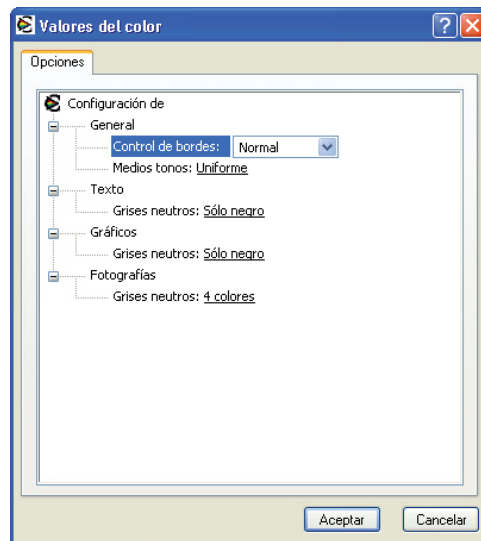 Valores del color
Opciones
Configuración de
General
Control de bordes: Normal
Medios tonos: Uniforme
Texto
Grises neutros: Sólo negro
Gráficos
Grises neutros: Sólo negro
Fotografías
Grises neutros: 4 colores
Aceptar Cancelar